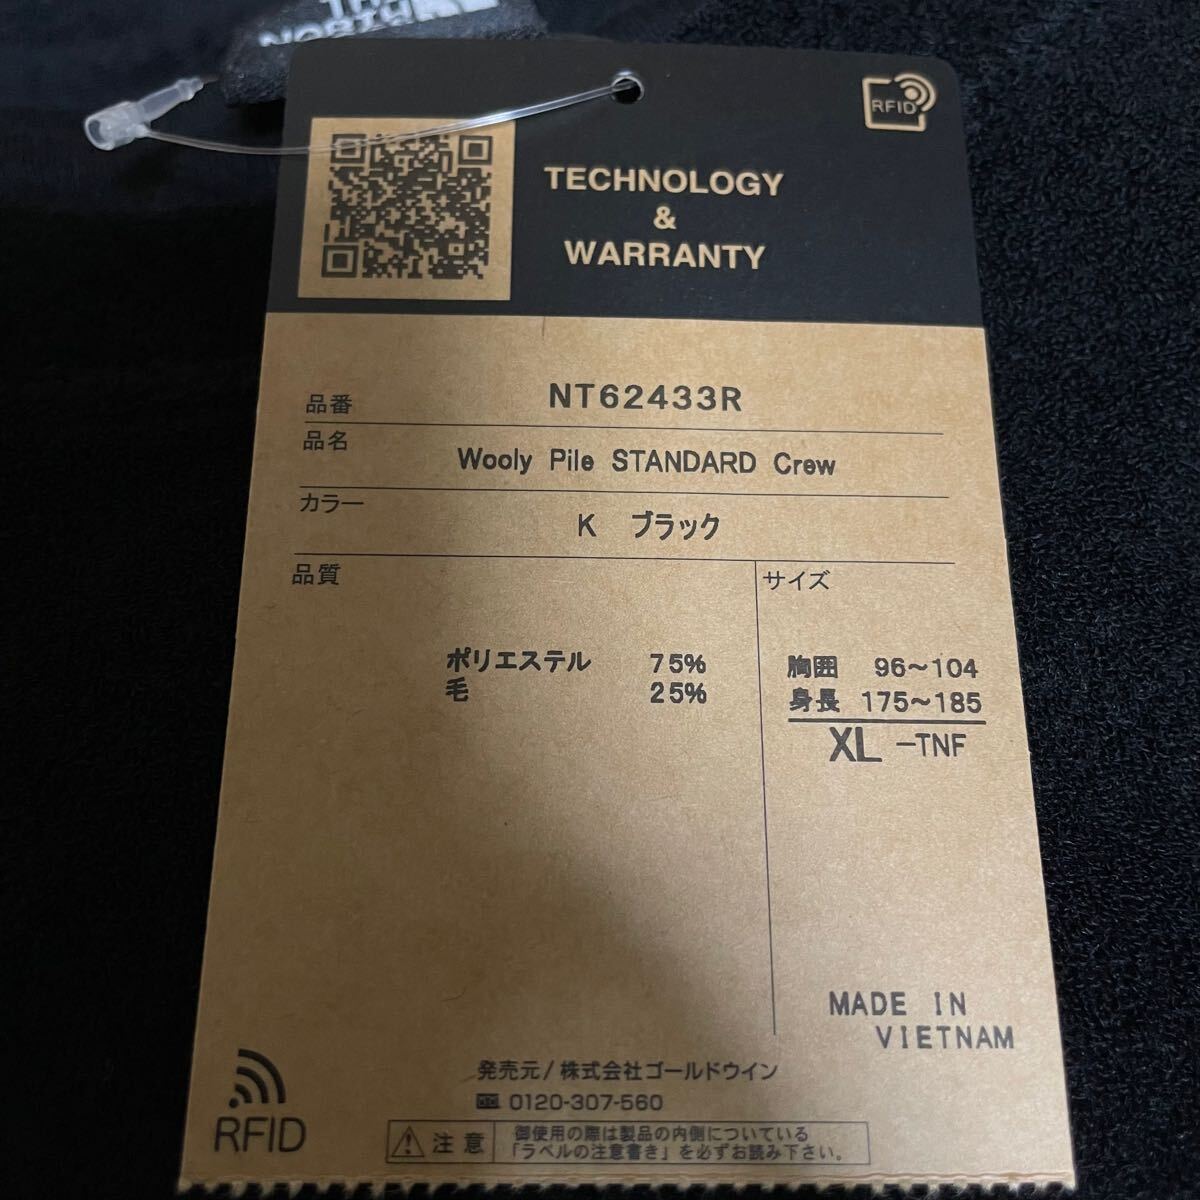 THE
NORTH
RFID
TECHNOLOGY
&
WARRANTY
品番 NT62433R
品名 Wooly Pile STANDARD Crew
カラー K ブラック
品質
ポリエステル 75%
毛 25%
サイズ
胸囲 96～104
身長 175～185
XL -TNF
MADE IN
VIETNAM
RFID
発売元/株式会社ゴールドウイン
0120-307-560
注意
御使用の際は製品の内側についている
「ラベルの注意書き」を必ずお読み下さい。